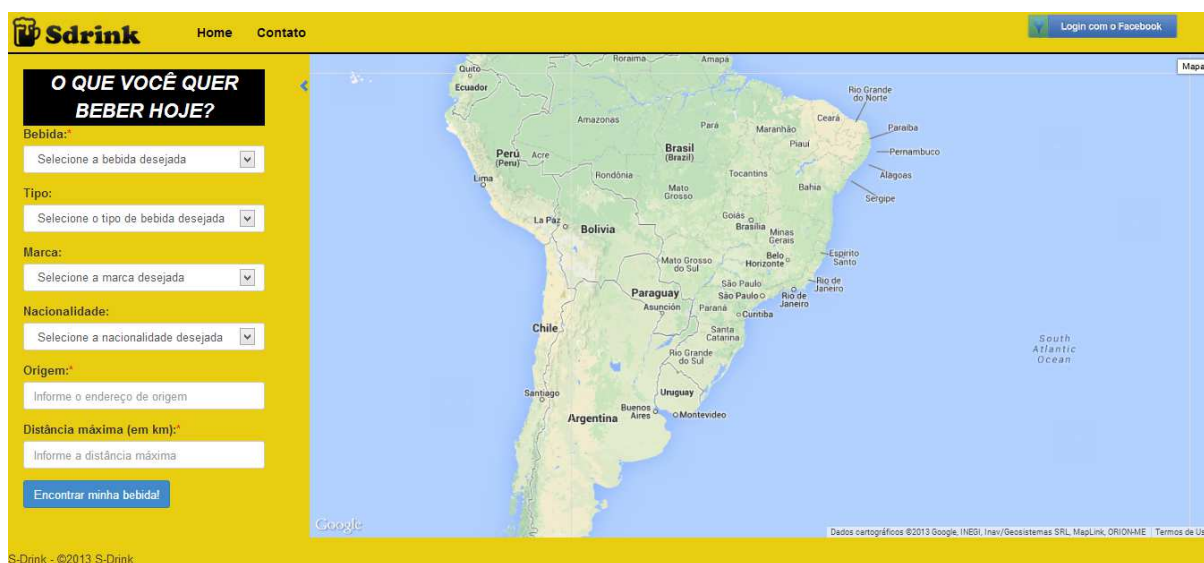 Sdrink
Home
Contato
Login com o Facebook
O QUE VOCÊ QUER
BEBER HOJE?
Bebida:*
Selecione a bebida desejada
Tipo:
Selecione o tipo de bebida desejada
Marca:
Selecione a marca desejada
Nacionalidade:
Selecione a nacionalidade desejada
Origem:*
Informe o endereço de origem
Distância máxima (em km):*
Informe a distância máxima
Encontrar minha bebida!
Mapa
Quito
Ecuador
Roraima
Amapá
Rio Grande
do Norte
Amazonas
Pará
Maranhão
Ceará
Paraíba
Piauí
Pernambuco
Perú
(Peru)
Acre
Brasil
(Brazil)
Lima
Rondônia
Tocantins
Alagoas
Mato
Grosso
Bahia
Sergipe
La Paz
Bolivia
Goiás
Brasília
Minas
Gerais
Mato Grosso
do Sul
Belo
Horizonte
Espírito
Santo
São Paulo
Rio de
Janeiro
Paraguay
São Paulo
Rio de
Janeiro
Asunción
Paraná
Curitiba
Chile
Santa
Catarina
South
Atlantic
Ocean
Rio Grande
do Sul
Santiago
Uruguay
Buenos
Aires
Argentina
Montevideo
Google
Dados cartográficos ©2013 Google, INEGI, Inav/Geosistemas SRL, MapLink, ORION-ME
Termos de Us
S-Drink - ©2013 S-Drink